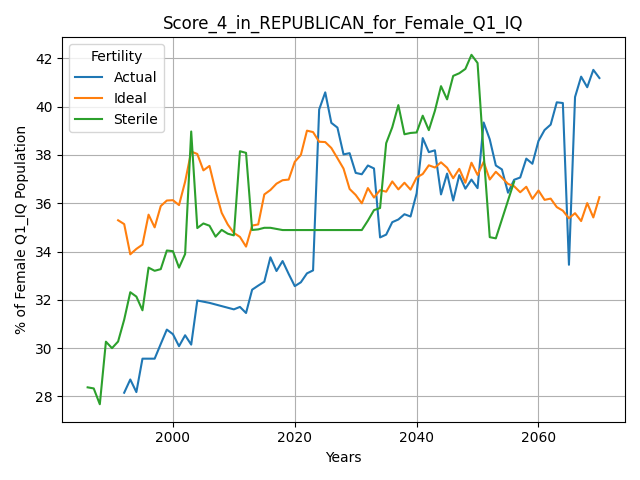 Score_4_in_REPUBLICAN_for_Female_Q1_IQ
Fertility
Actual
Ideal
Sterile
% of Female Q1_IQ Population
42
40
38
36
34
32
30
28
2000
2020
2040
2060
Years